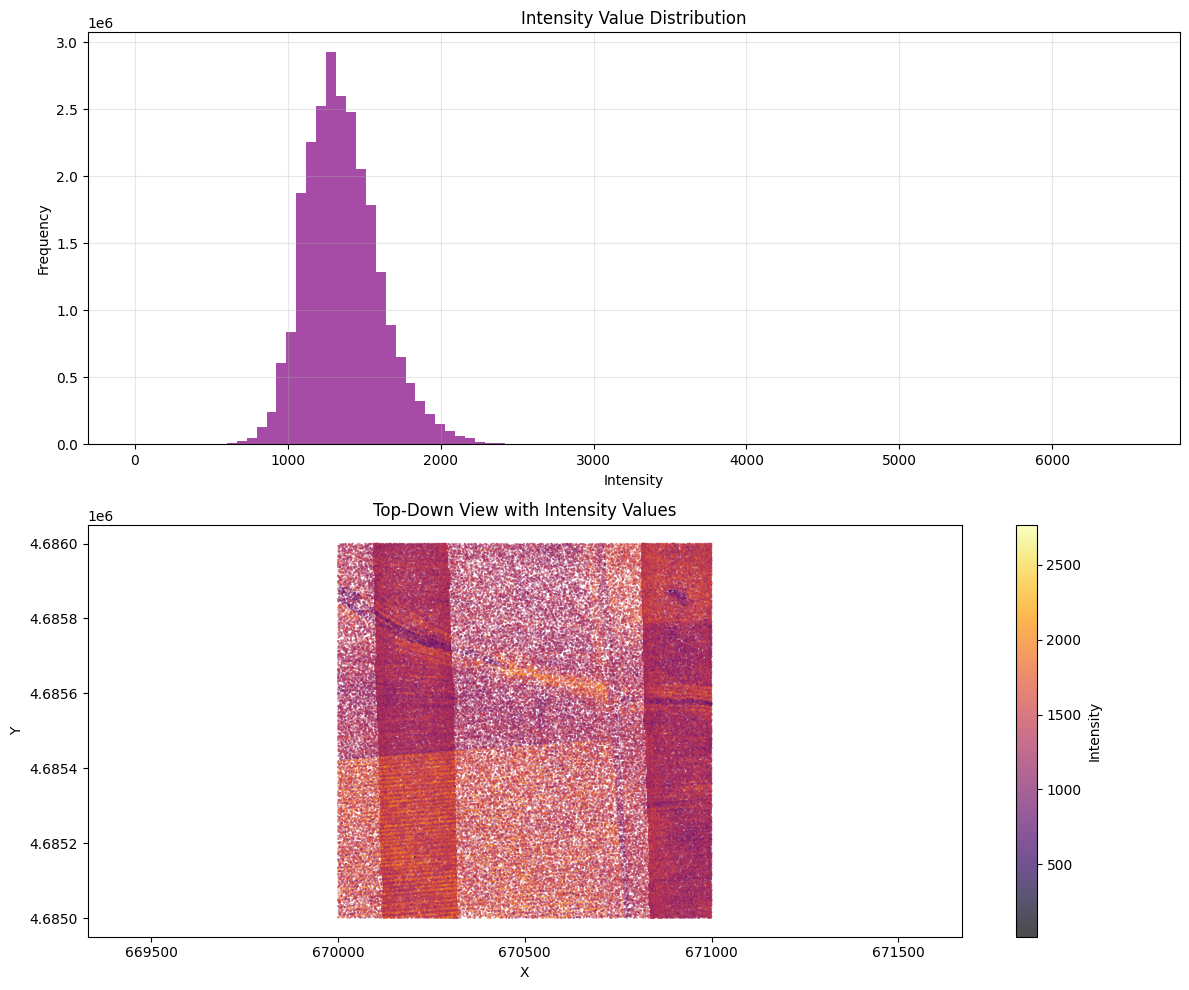 Intensity Value Distribution
1e6
3.0
2.5
2.0
1.5
1.0
0.5
0.0
Frequency
0 1000 2000 3000 4000 5000 6000
Intensity
Top-Down View with Intensity Values
1e6
4.6860
4.6858
4.6856
4.6854
4.6852
4.6850
Y
669500 670000 670500 671000 671500
X
2500
2000
1500
1000
500
Intensity